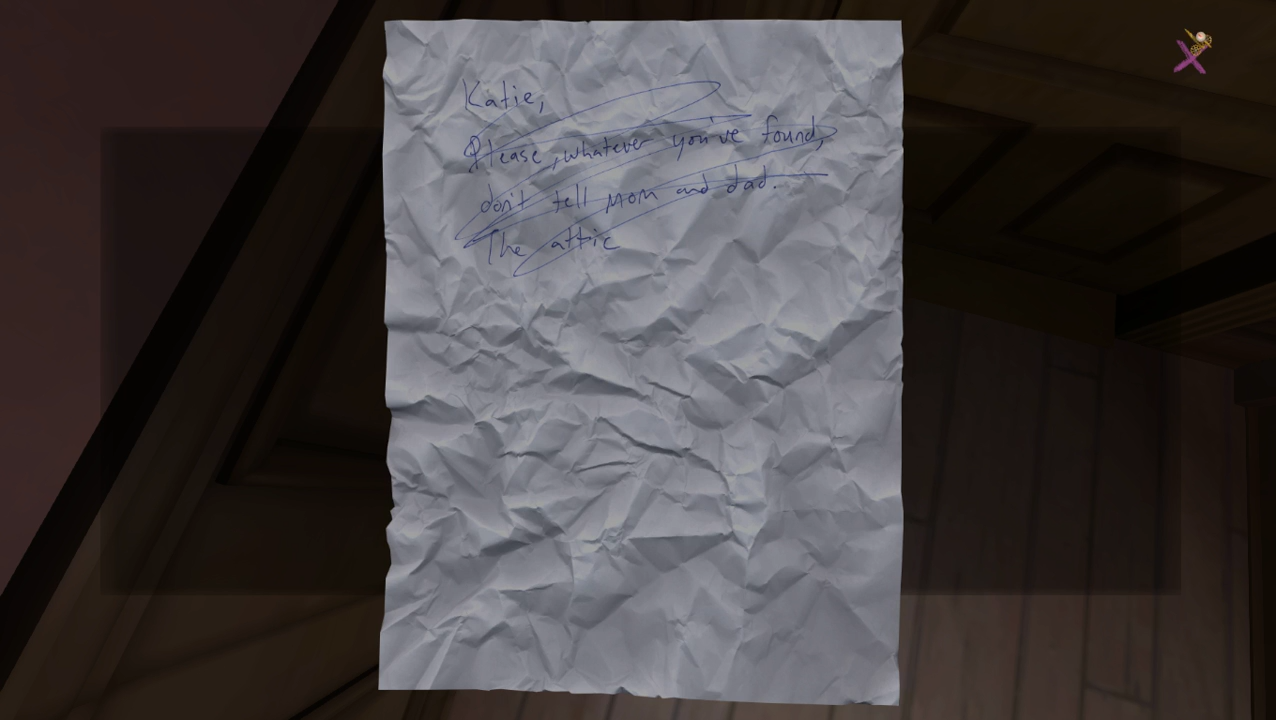 Katie,
Please, whatever you've found,
don't tell Mom and dad.
The attic